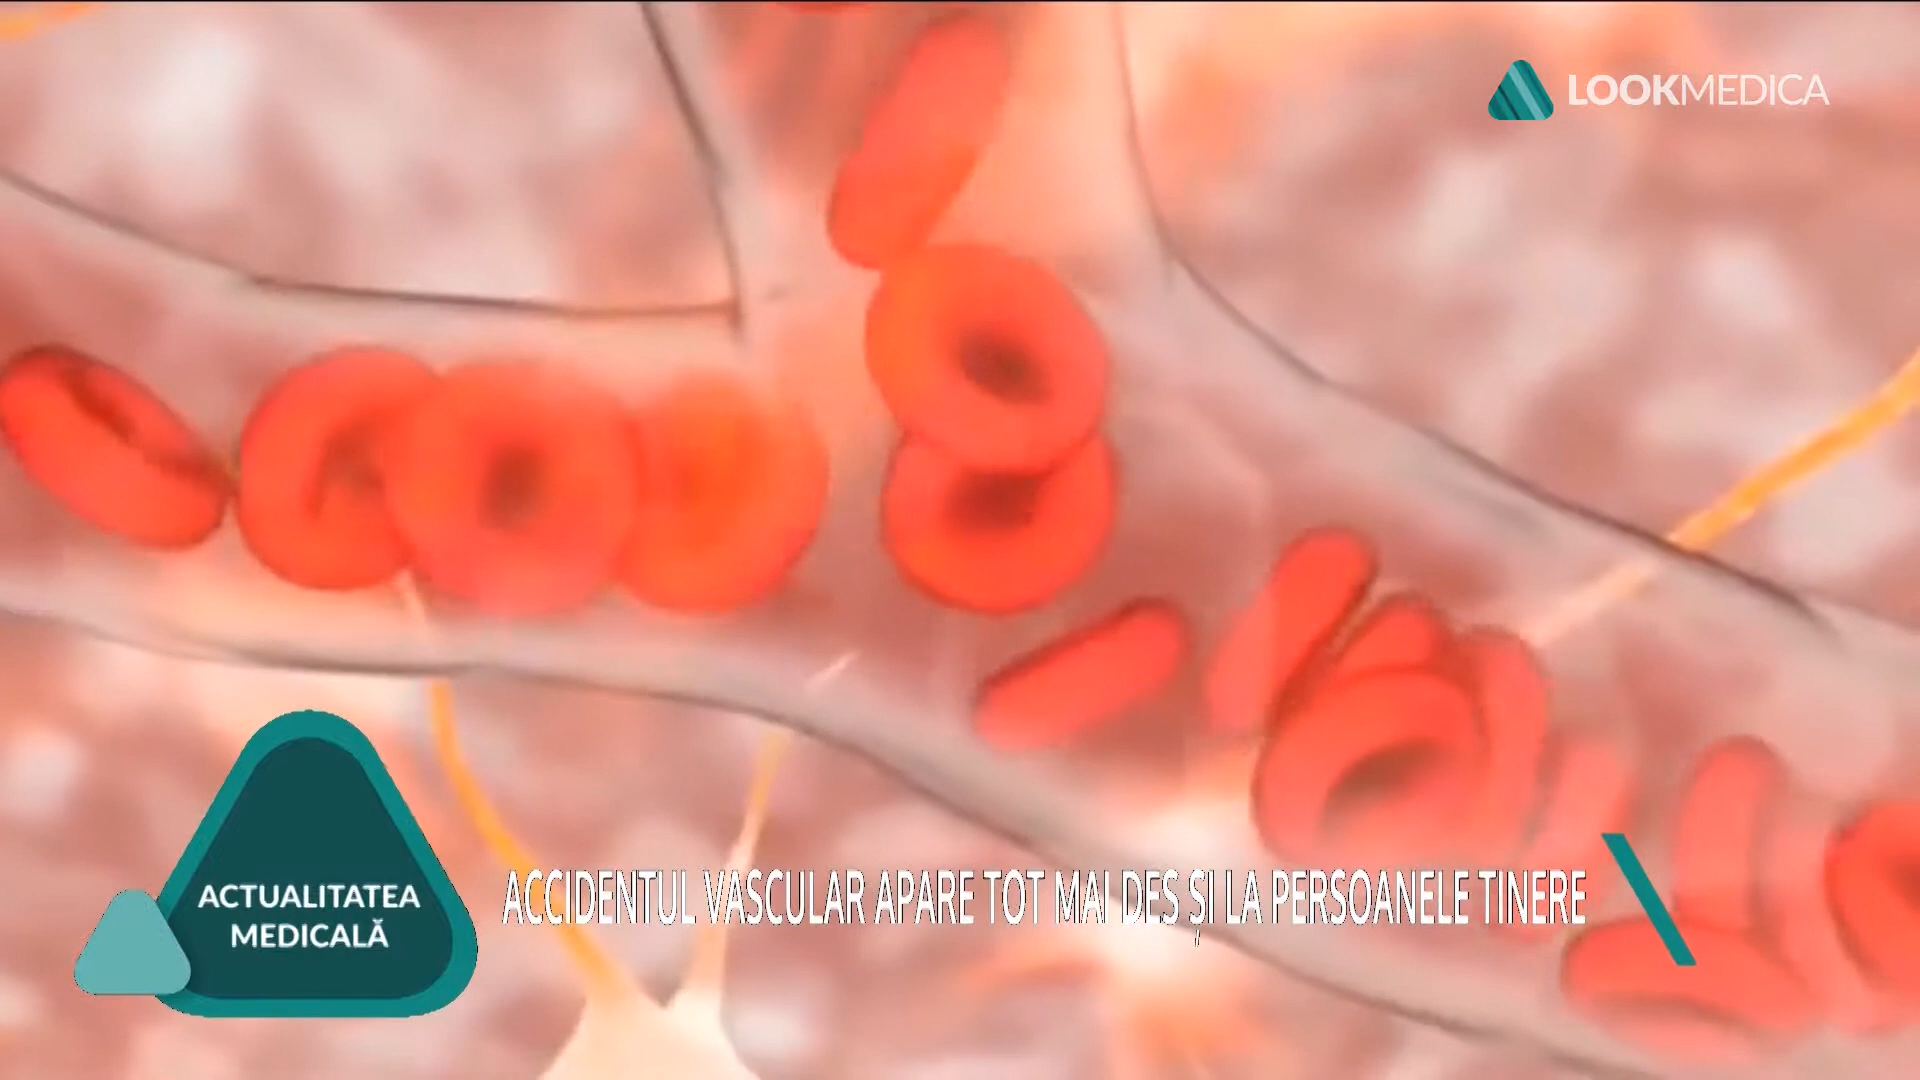 LOOKMEDICA
ACTUALITATEA
MEDICALĂ
ACCIDENTUL VASCULAR APARE TOT MAI DES ȘI LA PERSOANELE TINERE